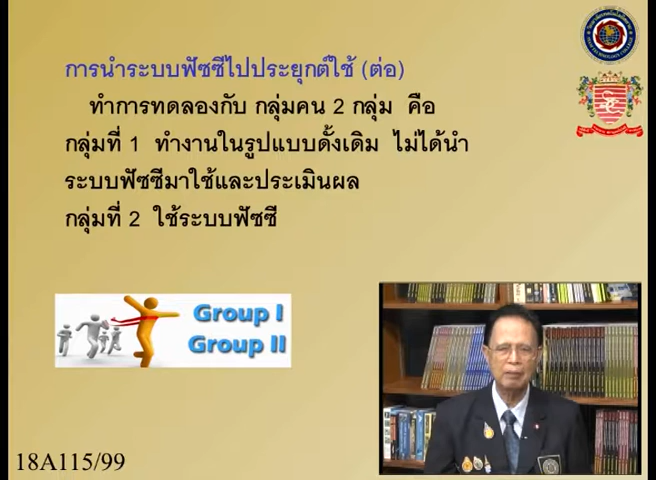 การนำระบบฟัซซีไปประยุกต์ใช้ (ต่อ)
ทำการทดลองกับ กลุ่มคน 2 กลุ่ม คือ
กลุ่มที่ 1 ทำงานในรูปแบบดั้งเดิม ไม่ได้นำ
ระบบฟัซซีมาใช้และประเมินผล
กลุ่มที่ 2 ใช้ระบบฟัซซี
Group I
Group II
18A115/99